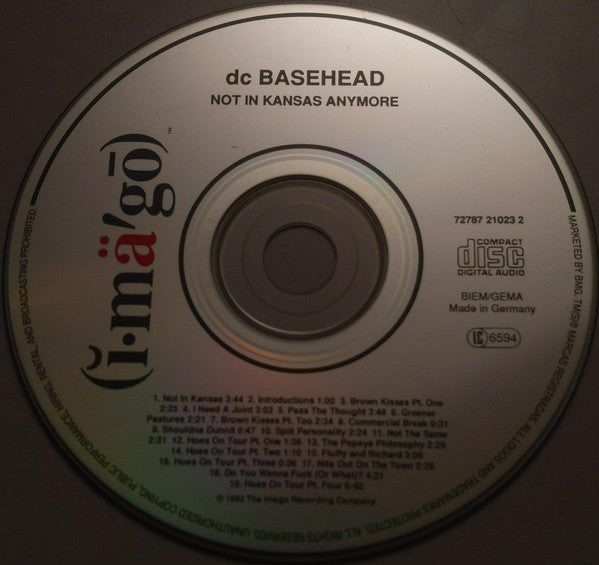 dc BASEHEAD
NOT IN KANSAS ANYMORE
(ĭ·mä′gō)
™
72787 21023 2
COMPACT
disc
DIGITAL AUDIO
BIEM/GEMA
Made in Germany
LC 6594
1. Not In Kansas 3:44 2. Introductions 1:00 3. Brown Kisses Pt. One
2:25 4. I Need A Joint 3:03 5. Pass The Thought 3:48 6. Greener
Pastures 2:21 7. Brown Kisses Pt. Too 2:34 8. Commercial Break 0:31
9. Shouldna Dunnit 0:47 10. Split Personality 2:24 11. Not The Same
2:31 12. Hoes On Tour Pt. One 1:36 13. The Popeye Philosophy 2:29
14. Hoes On Tour Pt. Two 1:10 15. Fluffy and Richard 3:09
16. Hoes On Tour Pt. Three 0:36 17. Nite Out On The Town 2:26
18. Do You Wanna Fuck (Or What)? 4:21
19. Hoes On Tour Pt. Four 0:42
© 1992 The Imago Recording Company
MARKETED BY BMG. TM(S)® MARCAS REGISTRADAS. ALL LOGOS AND TRADEMARKS PROTECTED. ALL RIGHTS RESERVED. UNAUTHORIZED COPYING, PUBLIC PERFORMANCE HIRING, RENTAL, AND BROADCASTING PROHIBITED